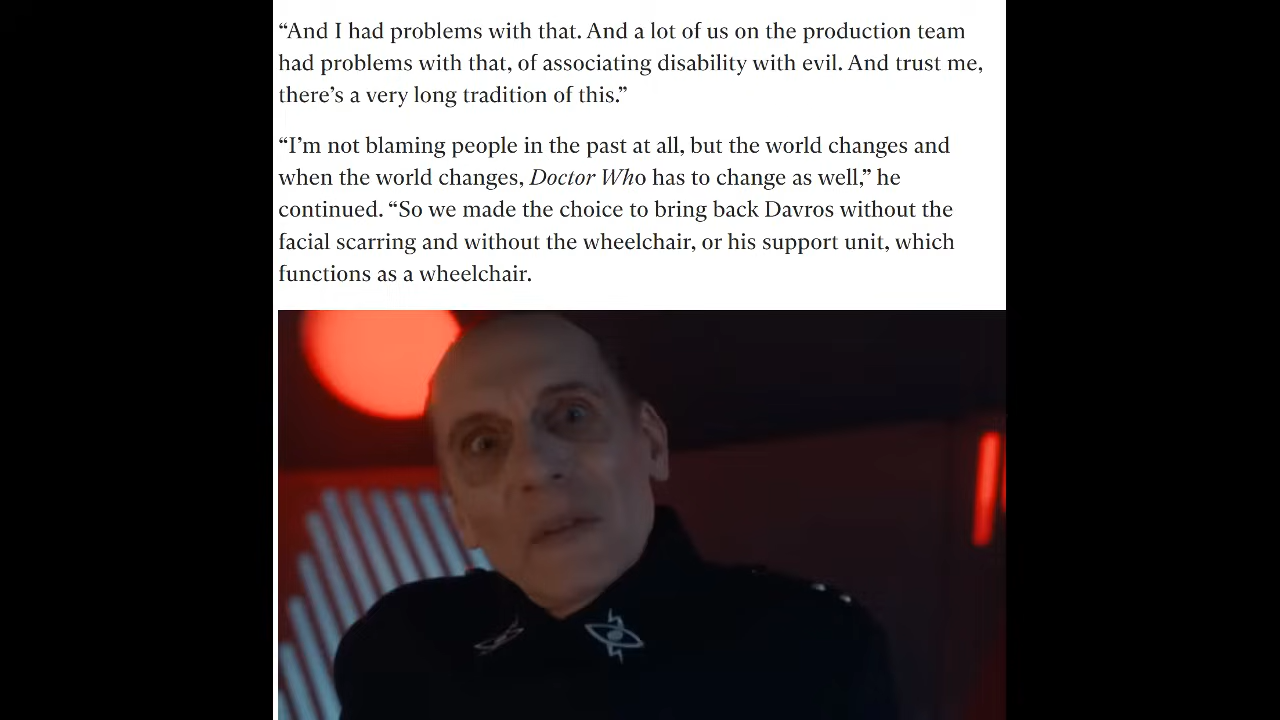 “And I had problems with that. And a lot of us on the production team
had problems with that, of associating disability with evil. And trust me,
there’s a very long tradition of this.”
“I’m not blaming people in the past at all, but the world changes and
when the world changes, Doctor Who has to change as well,” he
continued. “So we made the choice to bring back Davros without the
facial scarring and without the wheelchair, or his support unit, which
functions as a wheelchair.